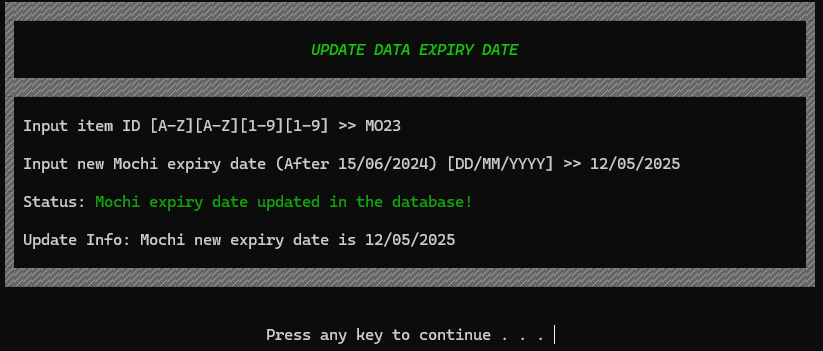 UPDATE DATA EXPIRY DATE
Input item ID [A-Z][A-Z][1-9][1-9] >> MO23
Input new Mochi expiry date (After 15/06/2024) [DD/MM/YYYY] >> 12/05/2025
Status: Mochi expiry date updated in the database!
Update Info: Mochi new expiry date is 12/05/2025
Press any key to continue . . .